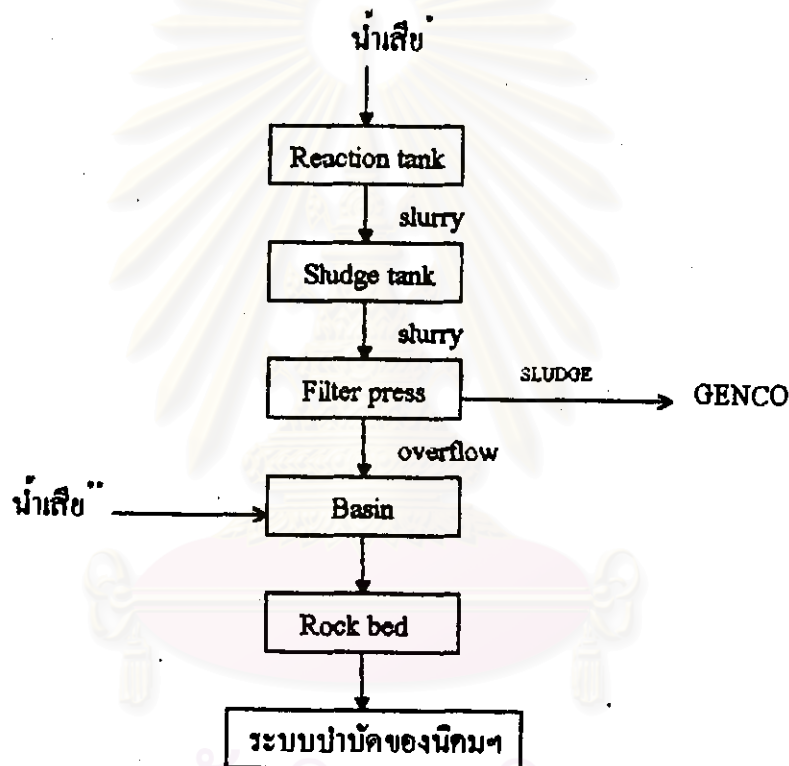 น้ำเสีย*
Reaction tank
slurry
Sludge tank
slurry
Filter press
SLUDGE
GENCO
overflow
น้ำเสีย**
Basin
Rock bed
ระบบบำบัดของนิคมฯ